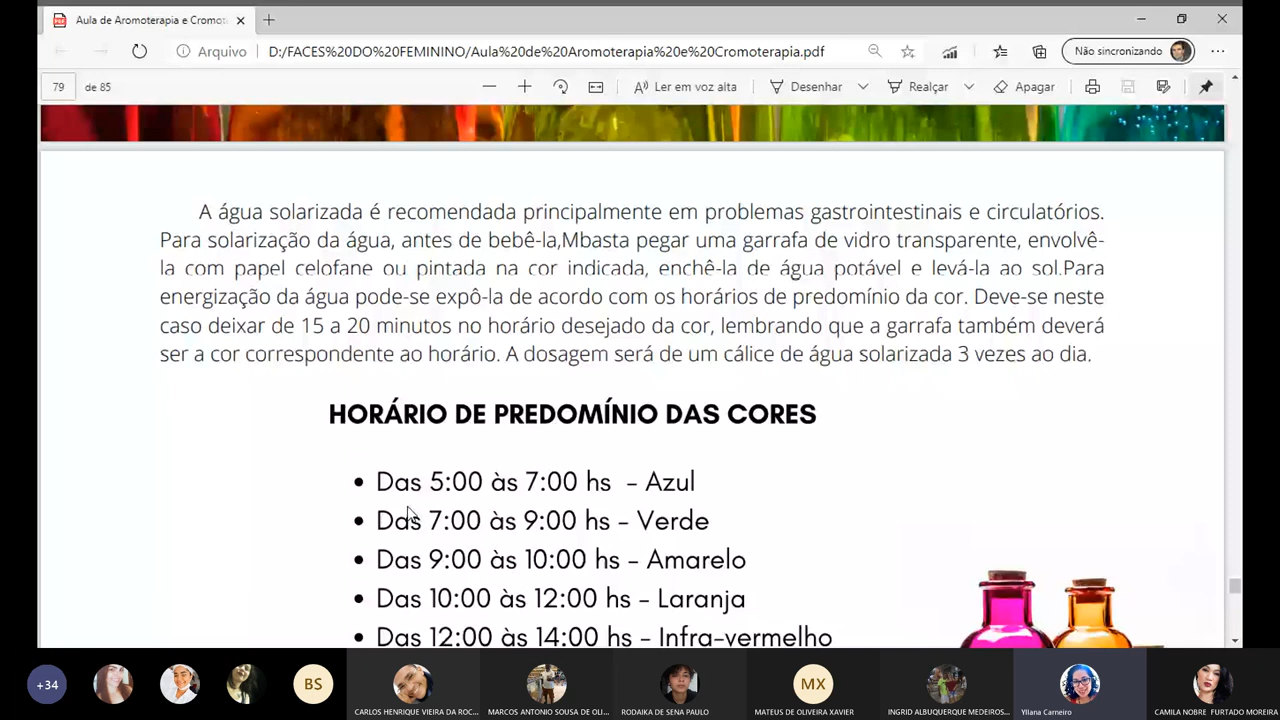 Aula de Aromoterapia e Cromot
Arquivo
D:/FACES%20DO%20FEMININO/Aula%20de%20Aromoterapia%20e%20Cromoterapia.pdf
Não sincronizando
79 de 85
Ler em voz alta
Desenhar
Realçar
Apagar
A água solarizada é recomendada principalmente em problemas gastrointestinais e circulatórios.
Para solarização da água, antes de bebê-la,Mbasta pegar uma garrafa de vidro transparente, envolvê-
la com papel celofane ou pintada na cor indicada, enchê-la de água potável e levá-la ao sol.Para
energização da água pode-se expô-la de acordo com os horários de predomínio da cor. Deve-se neste
caso deixar de 15 a 20 minutos no horário desejado da cor, lembrando que a garrafa também deverá
ser a cor correspondente ao horário. A dosagem será de um cálice de água solarizada 3 vezes ao dia.
HORÁRIO DE PREDOMÍNIO DAS CORES
• Das 5:00 às 7:00 hs – Azul
• Das 7:00 às 9:00 hs – Verde
• Das 9:00 às 10:00 hs – Amarelo
• Das 10:00 às 12:00 hs – Laranja
• Das 12:00 às 14:00 hs – Infra-vermelho
+34
BS
MX
CARLOS HENRIQUE VIEIRA DA ROC...
MARCOS ANTONIO SOUSA DE OLI...
RODAIKA DE SENA PAULO
MATEUS DE OLIVEIRA XAVIER
INGRID ALBUQUERQUE MEDEIROS...
Yllana Carneiro
CAMILA NOBRE FURTADO MOREIRA